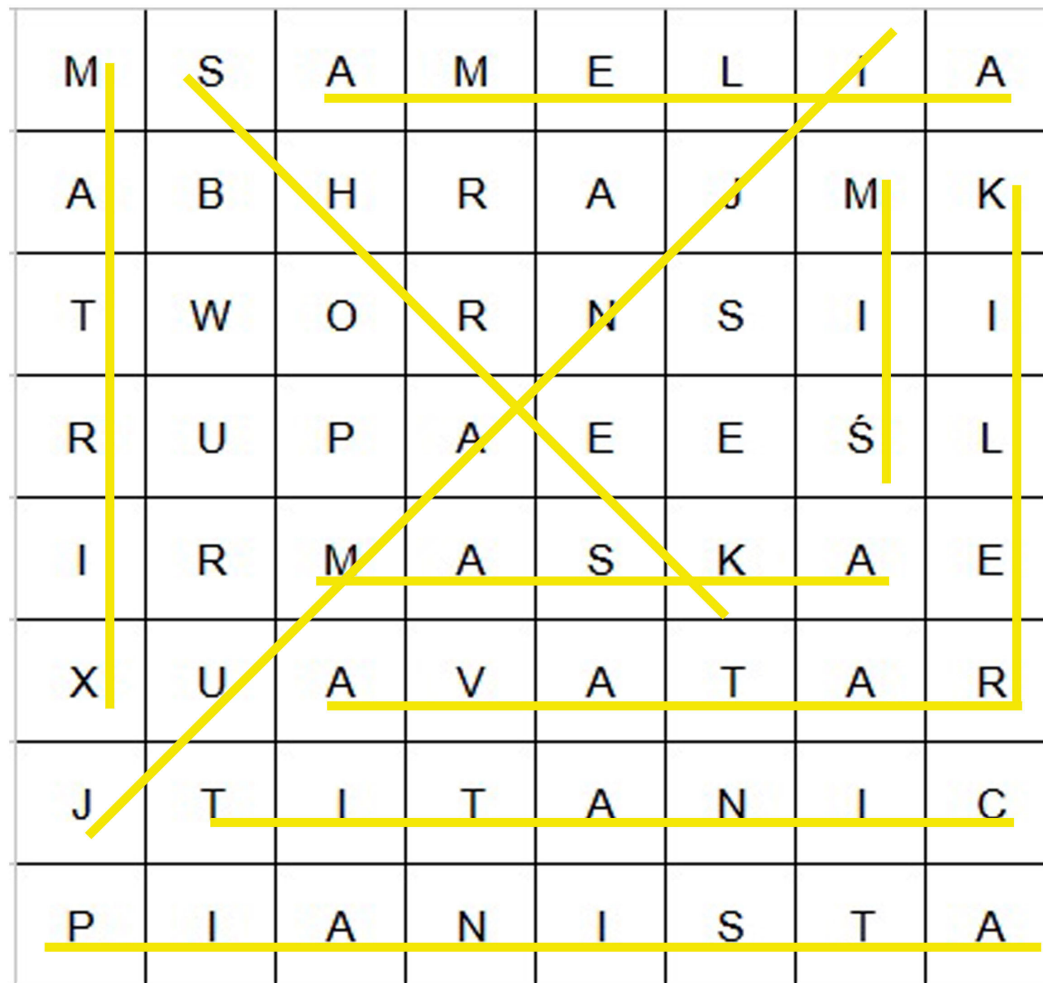 M S A M E L I A
A B H R A J M K
T W O R N S I I
R U P A E E Ś L
I R M A S K A E
X U A V A T A R
J T I T A N I C
P I A N I S T A